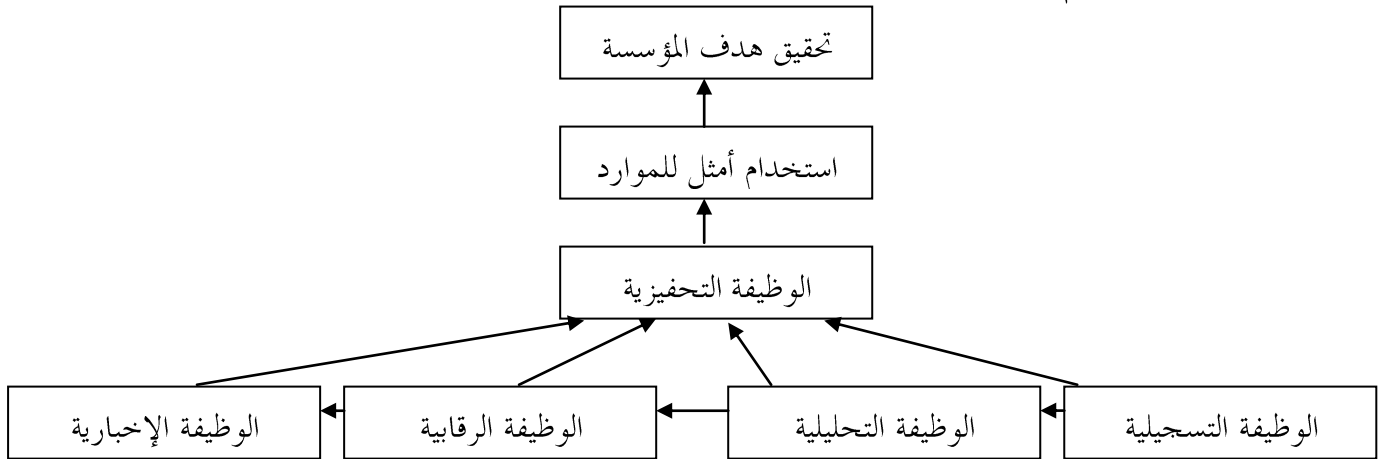 تحقيق هدف المؤسسة
استخدام أمثل للموارد
الوظيفة التحفيزية
الوظيفة التسجيلية
الوظيفة التحليلية
الوظيفة الرقابية
الوظيفة الإخبارية